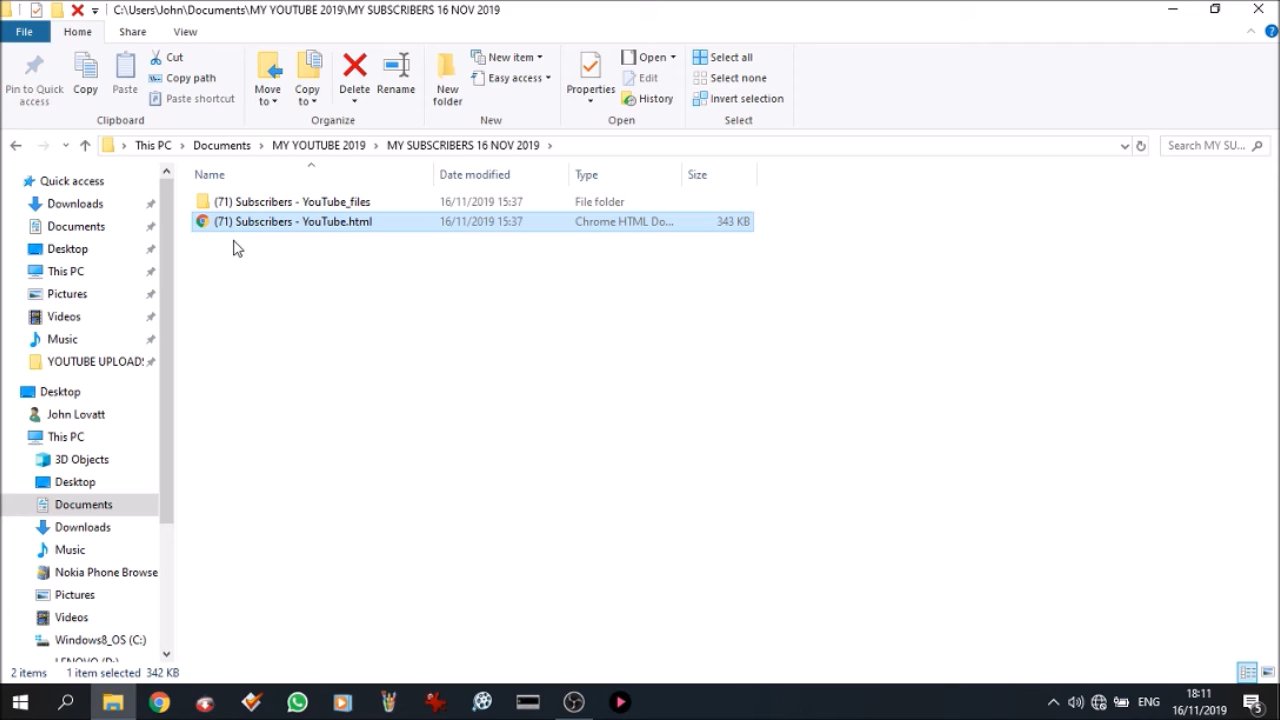 C:\Users\John\Documents\MY YOUTUBE 2019\MY SUBSCRIBERS 16 NOV 2019
File Home Share View
Pin to Quick access
Copy
Paste
Cut
Copy path
Paste shortcut
Clipboard
Move to
Copy to
Delete
Rename
Organize
New folder
New item
Easy access
New
Properties
Open
Edit
History
Open
Select all
Select none
Invert selection
Select
This PC Documents MY YOUTUBE 2019 MY SUBSCRIBERS 16 NOV 2019
Search MY SU...
Name Date modified Type Size
(71) Subscribers - YouTube_files 16/11/2019 15:37 File folder
(71) Subscribers - YouTube.html 16/11/2019 15:37 Chrome HTML Do... 343 KB
Quick access
Downloads
Documents
Desktop
This PC
Pictures
Videos
Music
YOUTUBE UPLOADS
Desktop
John Lovatt
This PC
3D Objects
Desktop
Documents
Downloads
Music
Nokia Phone Browse
Pictures
Videos
Windows8_OS (C:)
LENOVO (D:)
2 items 1 item selected 342 KB
ENG
18:11
16/11/2019
5